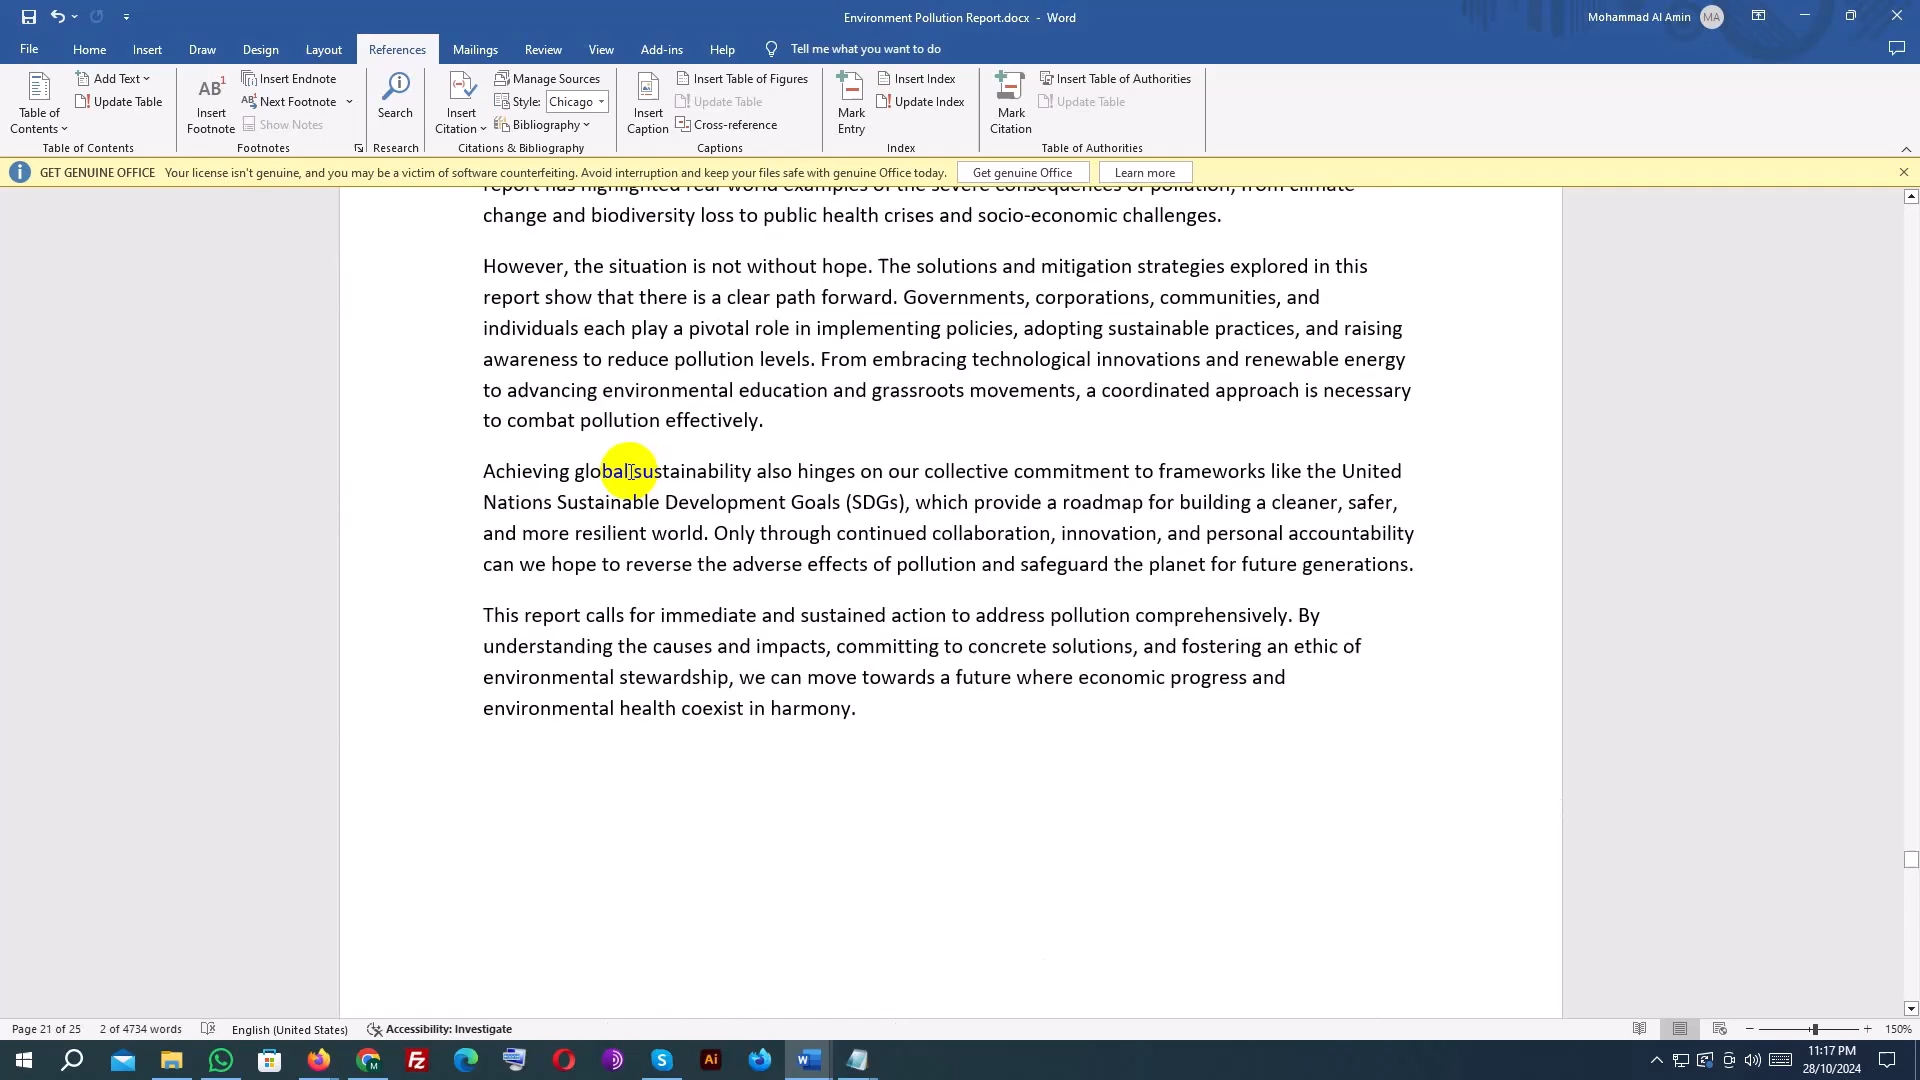 Environment Pollution Report.docx - Word
Mohammad Al Amin MA
File Home Insert Draw Design Layout References Mailings Review View Add-ins Help Tell me what you want to do
Table of Contents
Add Text
Update Table
Table of Contents
AB1 Insert Footnote
Insert Endnote
Next Footnote
Show Notes
Footnotes
Search
Research
Insert Citation
Manage Sources
Style: Chicago
Bibliography
Citations & Bibliography
Insert Caption
Insert Table of Figures
Update Table
Cross-reference
Captions
Mark Entry
Insert Index
Update Index
Index
Mark Citation
Insert Table of Authorities
Update Table
Table of Authorities
GET GENUINE OFFICE Your license isn't genuine, and you may be a victim of software counterfeiting. Avoid interruption and keep your files safe with genuine Office today. Get genuine Office Learn more
report has highlighted real-world examples of the severe consequences of pollution, from climate
change and biodiversity loss to public health crises and socio-economic challenges.
However, the situation is not without hope. The solutions and mitigation strategies explored in this
report show that there is a clear path forward. Governments, corporations, communities, and
individuals each play a pivotal role in implementing policies, adopting sustainable practices, and raising
awareness to reduce pollution levels. From embracing technological innovations and renewable energy
to advancing environmental education and grassroots movements, a coordinated approach is necessary
to combat pollution effectively.
Achieving global sustainability also hinges on our collective commitment to frameworks like the United
Nations Sustainable Development Goals (SDGs), which provide a roadmap for building a cleaner, safer,
and more resilient world. Only through continued collaboration, innovation, and personal accountability
can we hope to reverse the adverse effects of pollution and safeguard the planet for future generations.
This report calls for immediate and sustained action to address pollution comprehensively. By
understanding the causes and impacts, committing to concrete solutions, and fostering an ethic of
environmental stewardship, we can move towards a future where economic progress and
environmental health coexist in harmony.
Page 21 of 25 2 of 4734 words English (United States) Accessibility: Investigate 150%
11:17 PM
28/10/2024